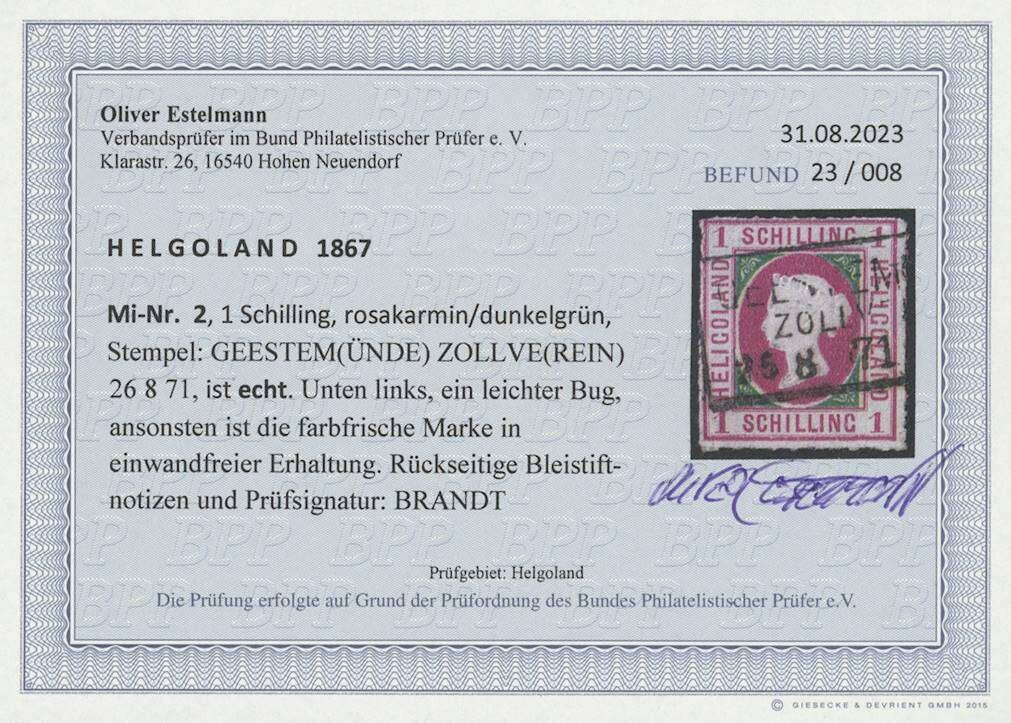 Oliver Estelmann
Verbandsprüfer im Bund Philatelistischer Prüfer e. V.
Klarastr. 26, 16540 Hohen Neuendorf
31.08.2023
BEFUND 23 / 008
HELGOLAND 1867
Mi-Nr. 2, 1 Schilling, rosakarmin/dunkelgrün,
Stempel: GEESTEM(ÜNDE) ZOLLVE(REIN)
26 8 71, ist echt. Unten links, ein leichter Bug,
ansonsten ist die farbfrische Marke in
einwandfreier Erhaltung. Rückseitige Bleistift-
notizen und Prüfsignatur: BRANDT
1 SCHILLING 1
HELIGOLAND
HELIGOLAND
ZOLLV
26 8 71
1 SCHILLING 1
Prüfgebiet: Helgoland
Die Prüfung erfolgte auf Grund der Prüfordnung des Bundes Philatelistischer Prüfer e.V.
© GIESECKE & DEVRIENT GMBH 2015